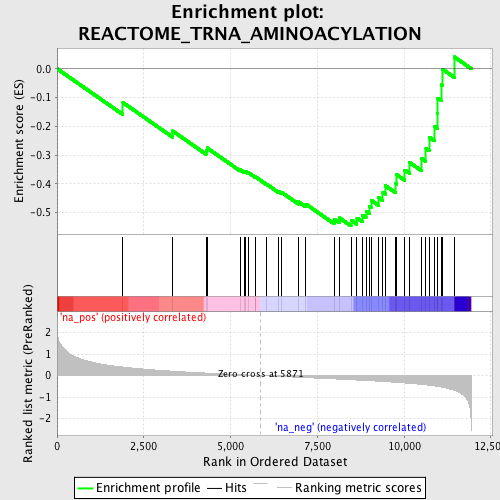 Enrichment plot:
REACTOME_TRNA_AMINOACYLATION
Enrichment score (ES)
0.0
-0.1
-0.2
-0.3
-0.4
-0.5
'na_pos' (positively correlated)
Ranked list metric (PreRanked)
2
1
0
-1
-2
Zero cross at 5871
'na_neg' (negatively correlated)
0
2,500
5,000
7,500
10,000
12,500
Rank in Ordered Dataset
Enrichment profile
Hits
Ranking metric scores